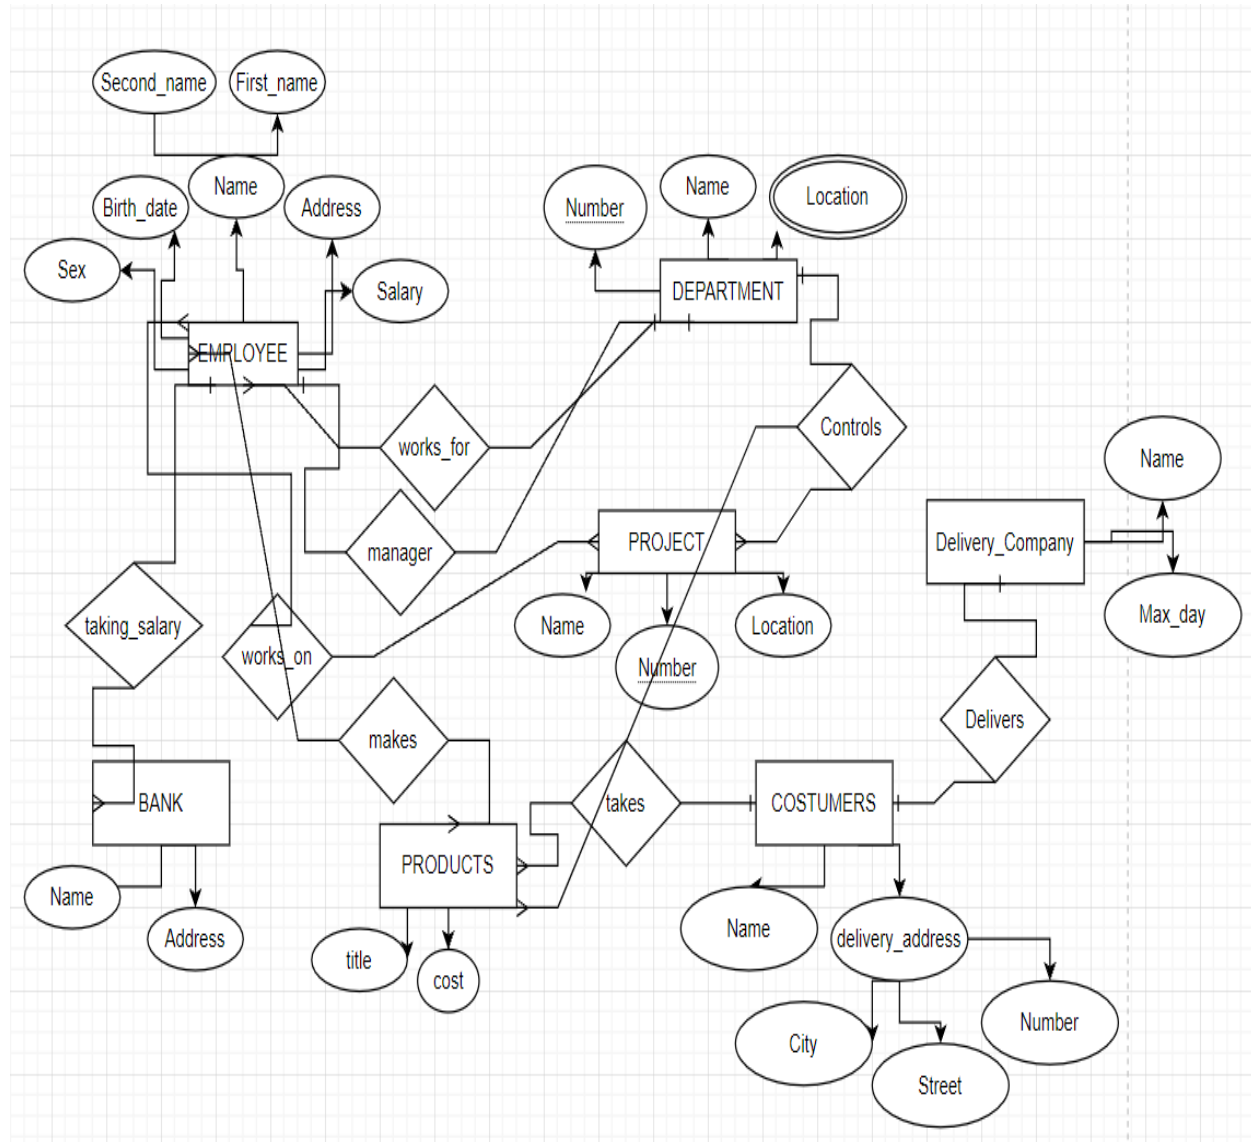 Second_name
First_name
Name
Birth_date
Address
Sex
Salary
EMPLOYEE
Number
Name
Location
DEPARTMENT
works_for
Controls
manager
PROJECT
Name
Number
Location
Delivery_Company
Name
Max_day
taking_salary
works_on
makes
takes
Delivers
BANK
Name
Address
PRODUCTS
title
cost
COSTUMERS
Name
delivery_address
City
Street
Number